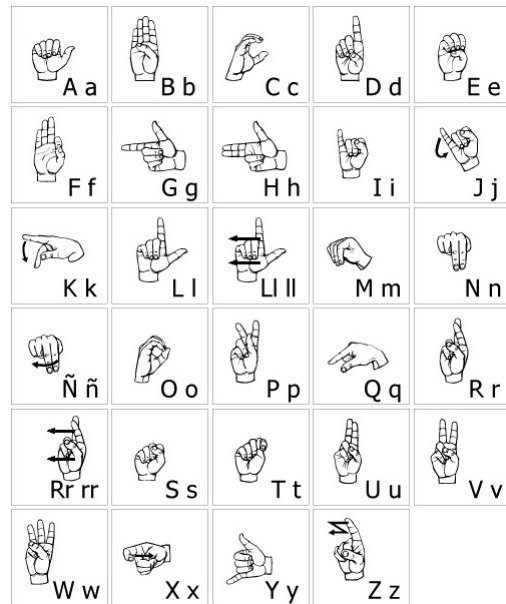 A a B b C c D d E e
F f G g H h I i J j
K k L l Ll ll M m N n
Ñ ñ O o P p Q q R r
Rr rr S s T t U u V v
W w X x Y y Z z